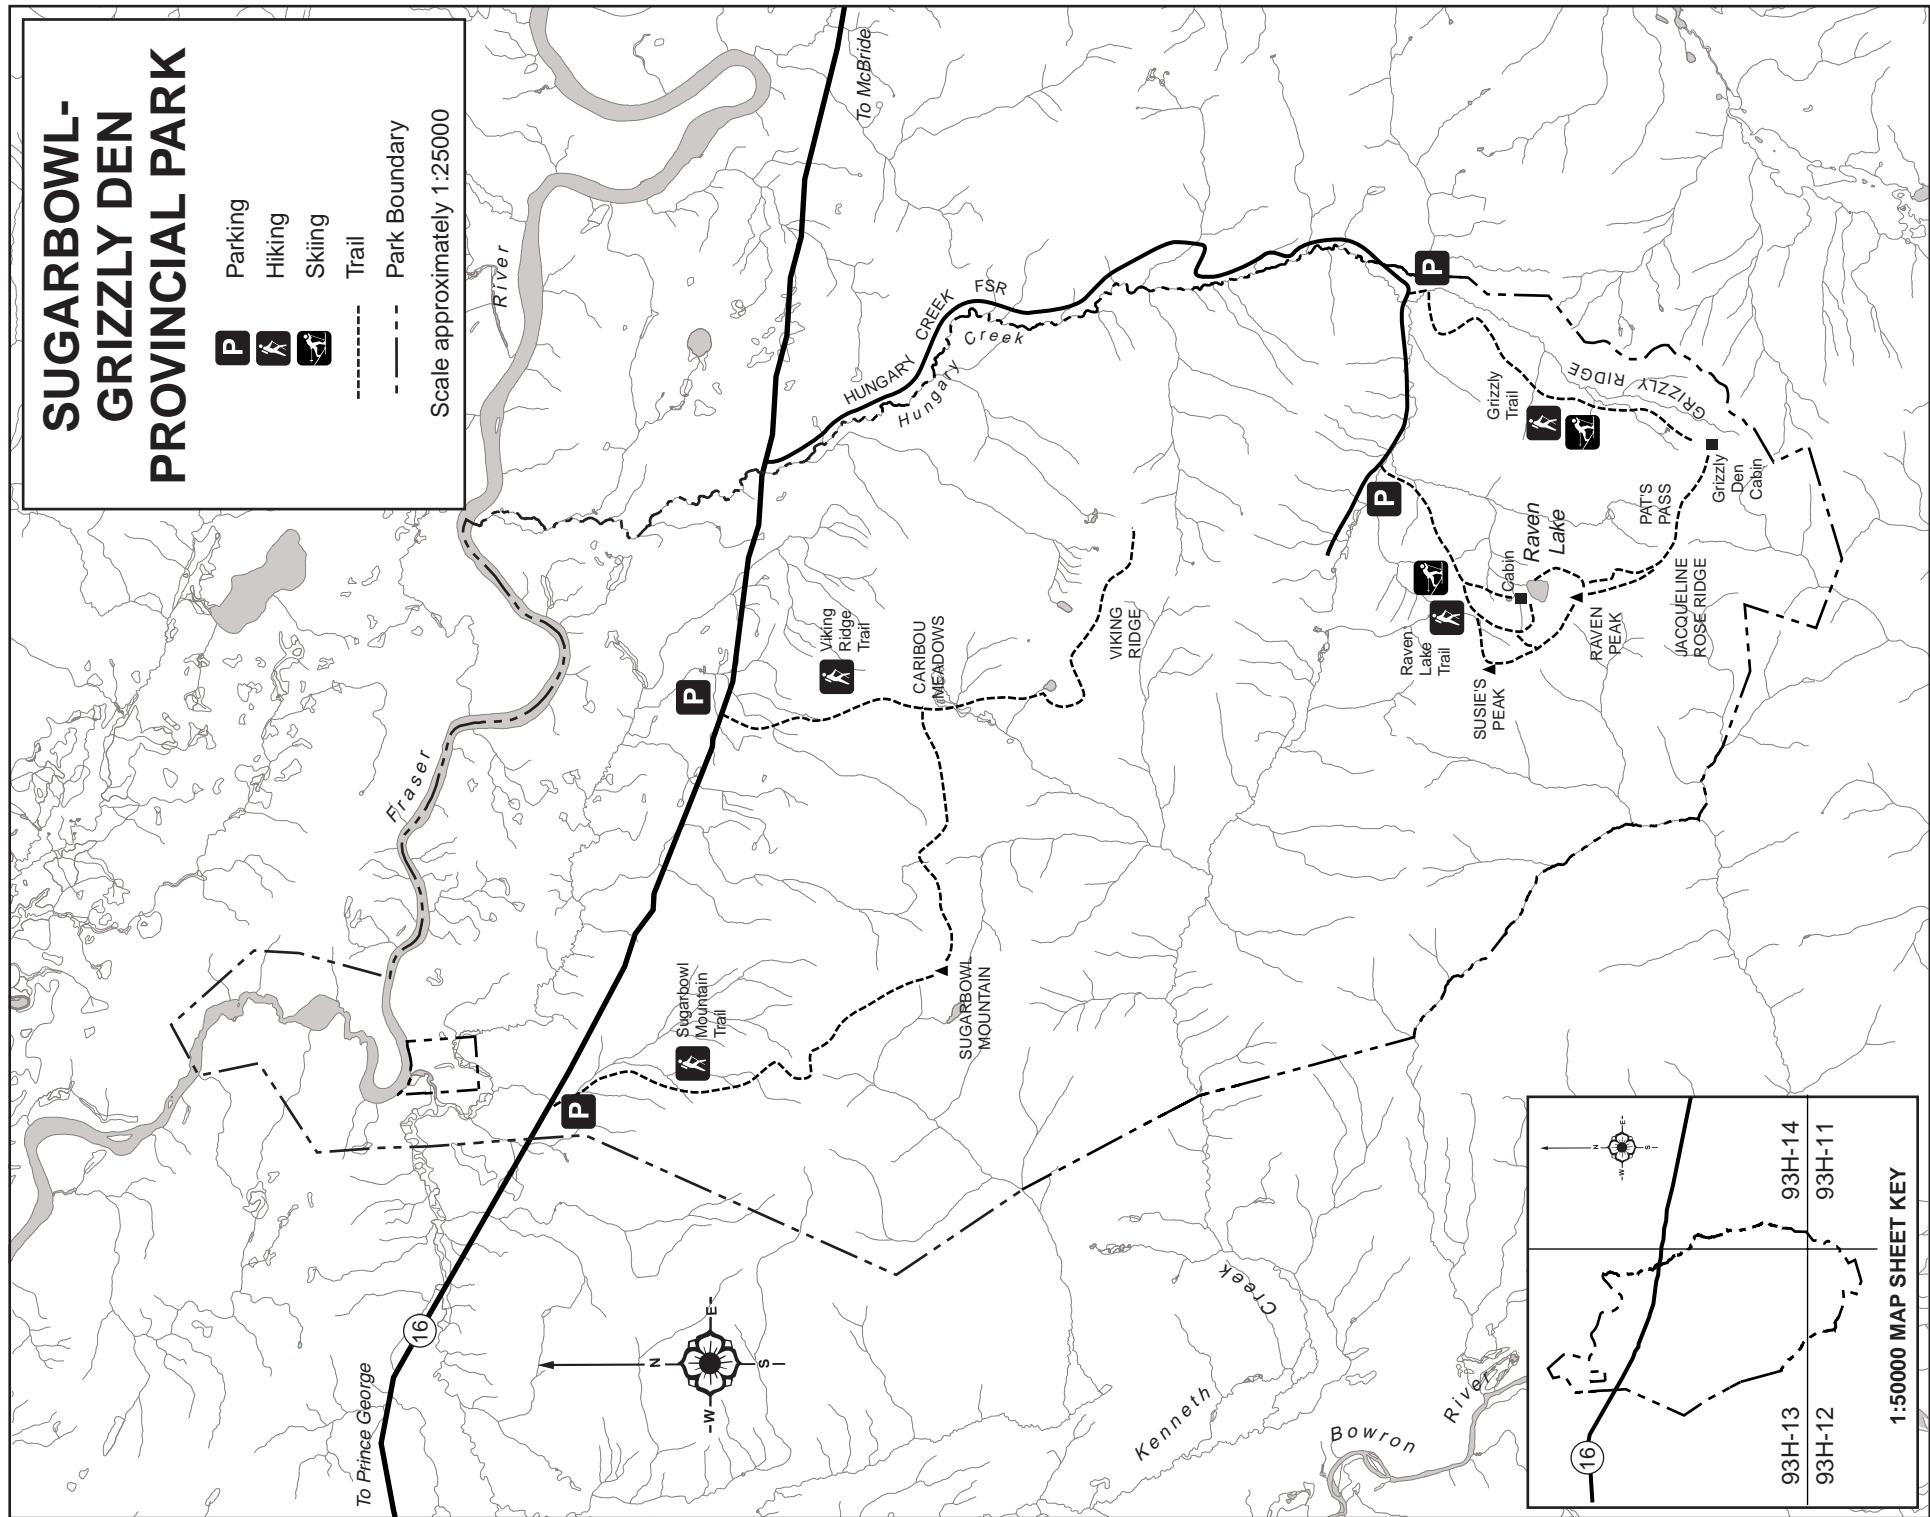 SUGARBOWL-
GRIZZLY DEN
PROVINCIAL PARK
P Parking
Hiking
Skiing
Trail
Park Boundary
Scale approximately 1:25000
To Prince George
16
To McBride
Fraser
River
P
P
Sugarbowl
Mountain
Trail
SUGARBOWL
MOUNTAIN
Viking
Ridge
Trail
CARIBOU
MEADOWS
VIKING
RIDGE
HUNGARY CREEK FSR
Hungary Creek
P
P
Grizzly
Trail
GRIZZLY RIDGE
Grizzly
Den
Cabin
PAT'S
PASS
Raven
Lake
Cabin
Raven
Lake
Trail
SUSIE'S
PEAK
RAVEN
PEAK
JACQUELINE
ROSE RIDGE
N
W
E
S
Kenneth
Creek
Bowron
River
16
N
W
E
S
93H-13
93H-14
93H-12
93H-11
1:50000 MAP SHEET KEY